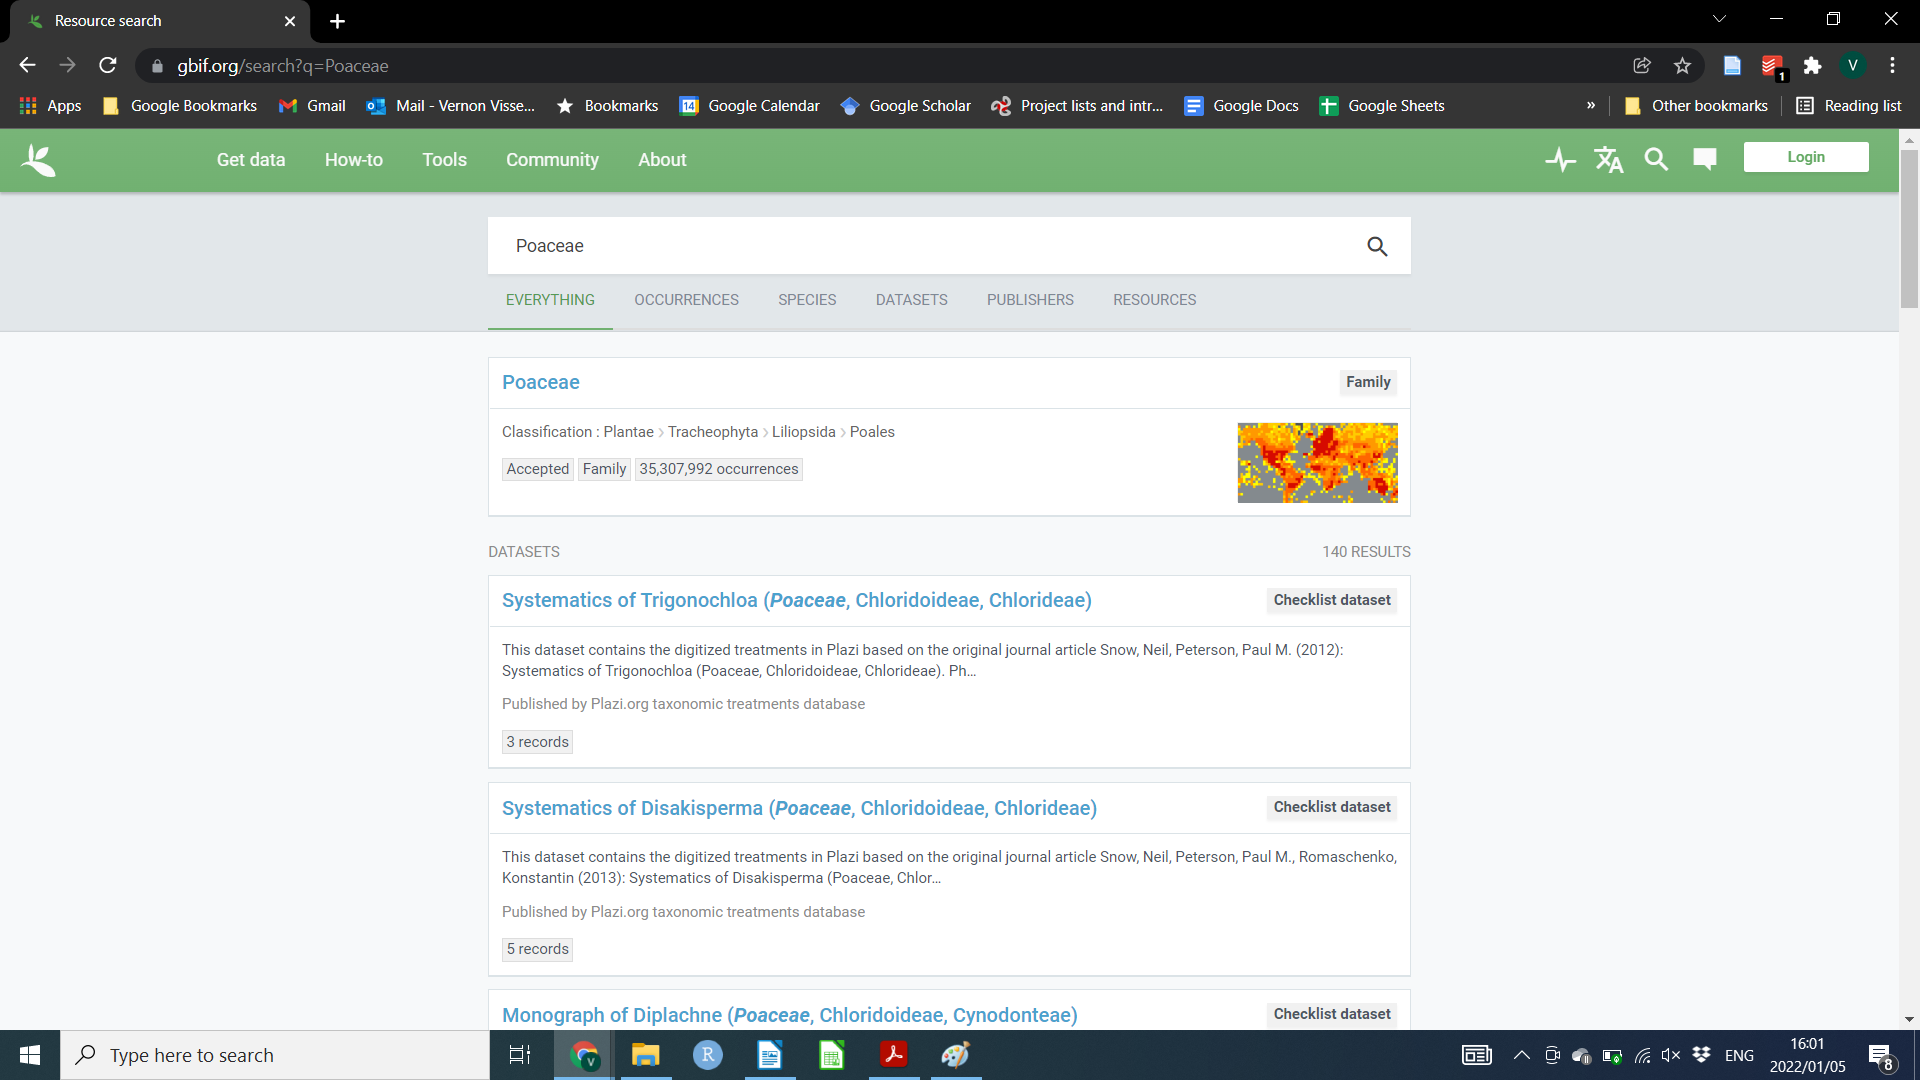 Resource search
gbif.org/search?q=Poaceae
1
V
Apps
Google Bookmarks
Gmail
Mail - Vernon Visse...
Bookmarks
14
Google Calendar
Google Scholar
Project lists and intr...
Google Docs
Google Sheets
»
Other bookmarks
Reading list
Get data
How-to
Tools
Community
About
Login
Poaceae
EVERYTHING
OCCURRENCES
SPECIES
DATASETS
PUBLISHERS
RESOURCES
Poaceae
Family
Classification : Plantae › Tracheophyta › Liliopsida › Poales
Accepted
Family
35,307,992 occurrences
DATASETS
140 RESULTS
Systematics of Trigonochloa (Poaceae, Chloridoideae, Chlorideae)
Checklist dataset
This dataset contains the digitized treatments in Plazi based on the original journal article Snow, Neil, Peterson, Paul M. (2012):
Systematics of Trigonochloa (Poaceae, Chloridoideae, Chlorideae). Ph...
Published by Plazi.org taxonomic treatments database
3 records
Systematics of Disakisperma (Poaceae, Chloridoideae, Chlorideae)
Checklist dataset
This dataset contains the digitized treatments in Plazi based on the original journal article Snow, Neil, Peterson, Paul M., Romaschenko,
Konstantin (2013): Systematics of Disakisperma (Poaceae, Chlor...
Published by Plazi.org taxonomic treatments database
5 records
Monograph of Diplachne (Poaceae, Chloridoideae, Cynodonteae)
Checklist dataset
Type here to search
V
R
ENG
16:01
2022/01/05
8